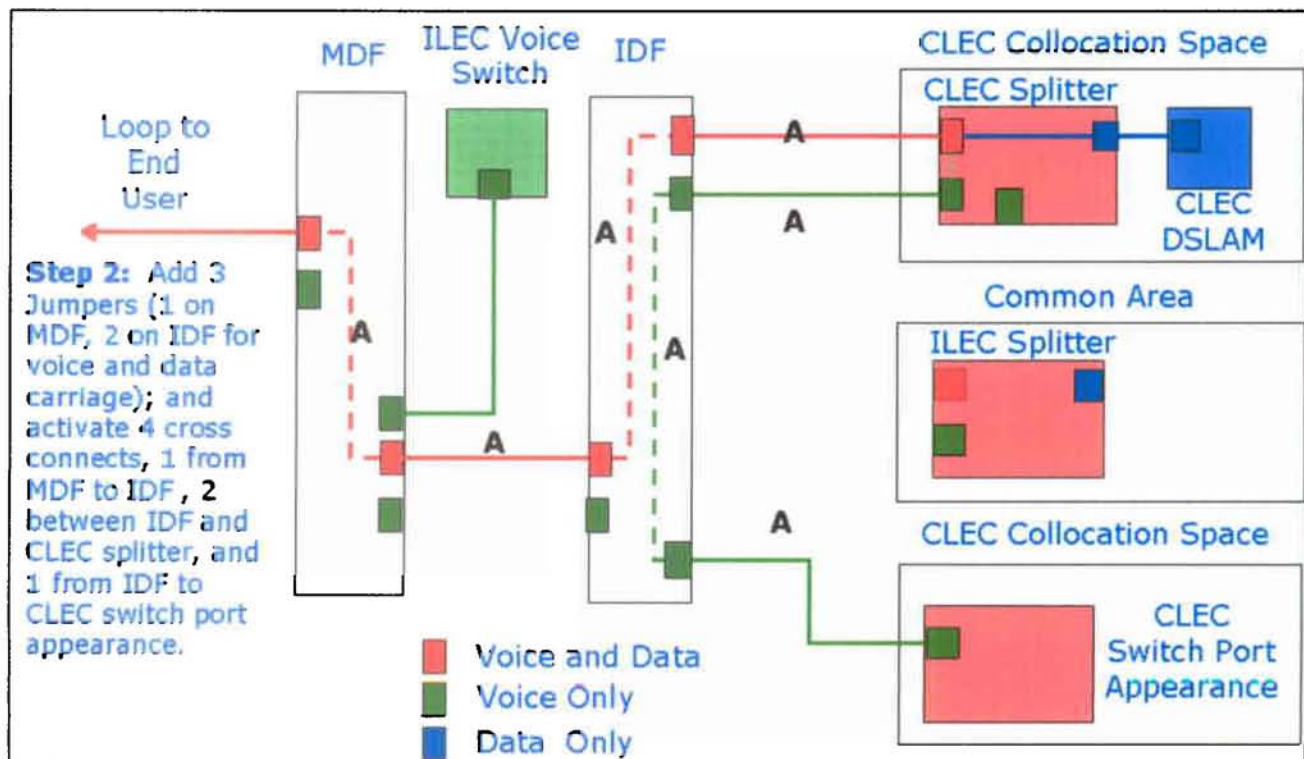 MDF
ILEC Voice
Switch
IDF
CLEC Collocation Space
CLEC Splitter
Loop to
End
User
A
A
CLEC
DSLAM
A
A
A
A
A
Step 2: Add 3
Jumpers (1 on
MDF, 2 on IDF for
voice and data
carriage); and
activate 4 cross
connects, 1 from
MDF to IDF, 2
between IDF and
CLEC splitter, and
1 from IDF to
CLEC switch port
appearance.
Common Area
ILEC Splitter
CLEC Collocation Space
CLEC
Switch Port
Appearance
Voice and Data
Voice Only
Data Only